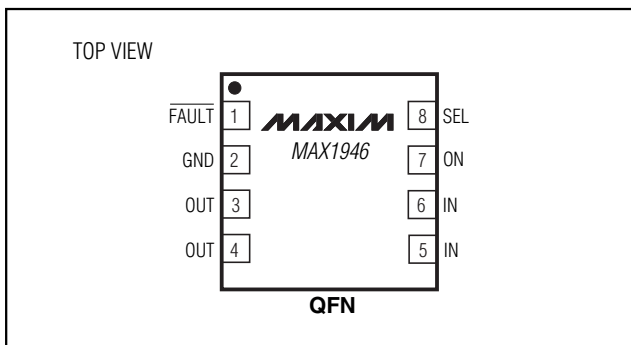 TOP VIEW
FAULT 1 MAXIM 8 SEL
MAX1946
GND 2 7 ON
OUT 3 6 IN
OUT 4 5 IN
QFN